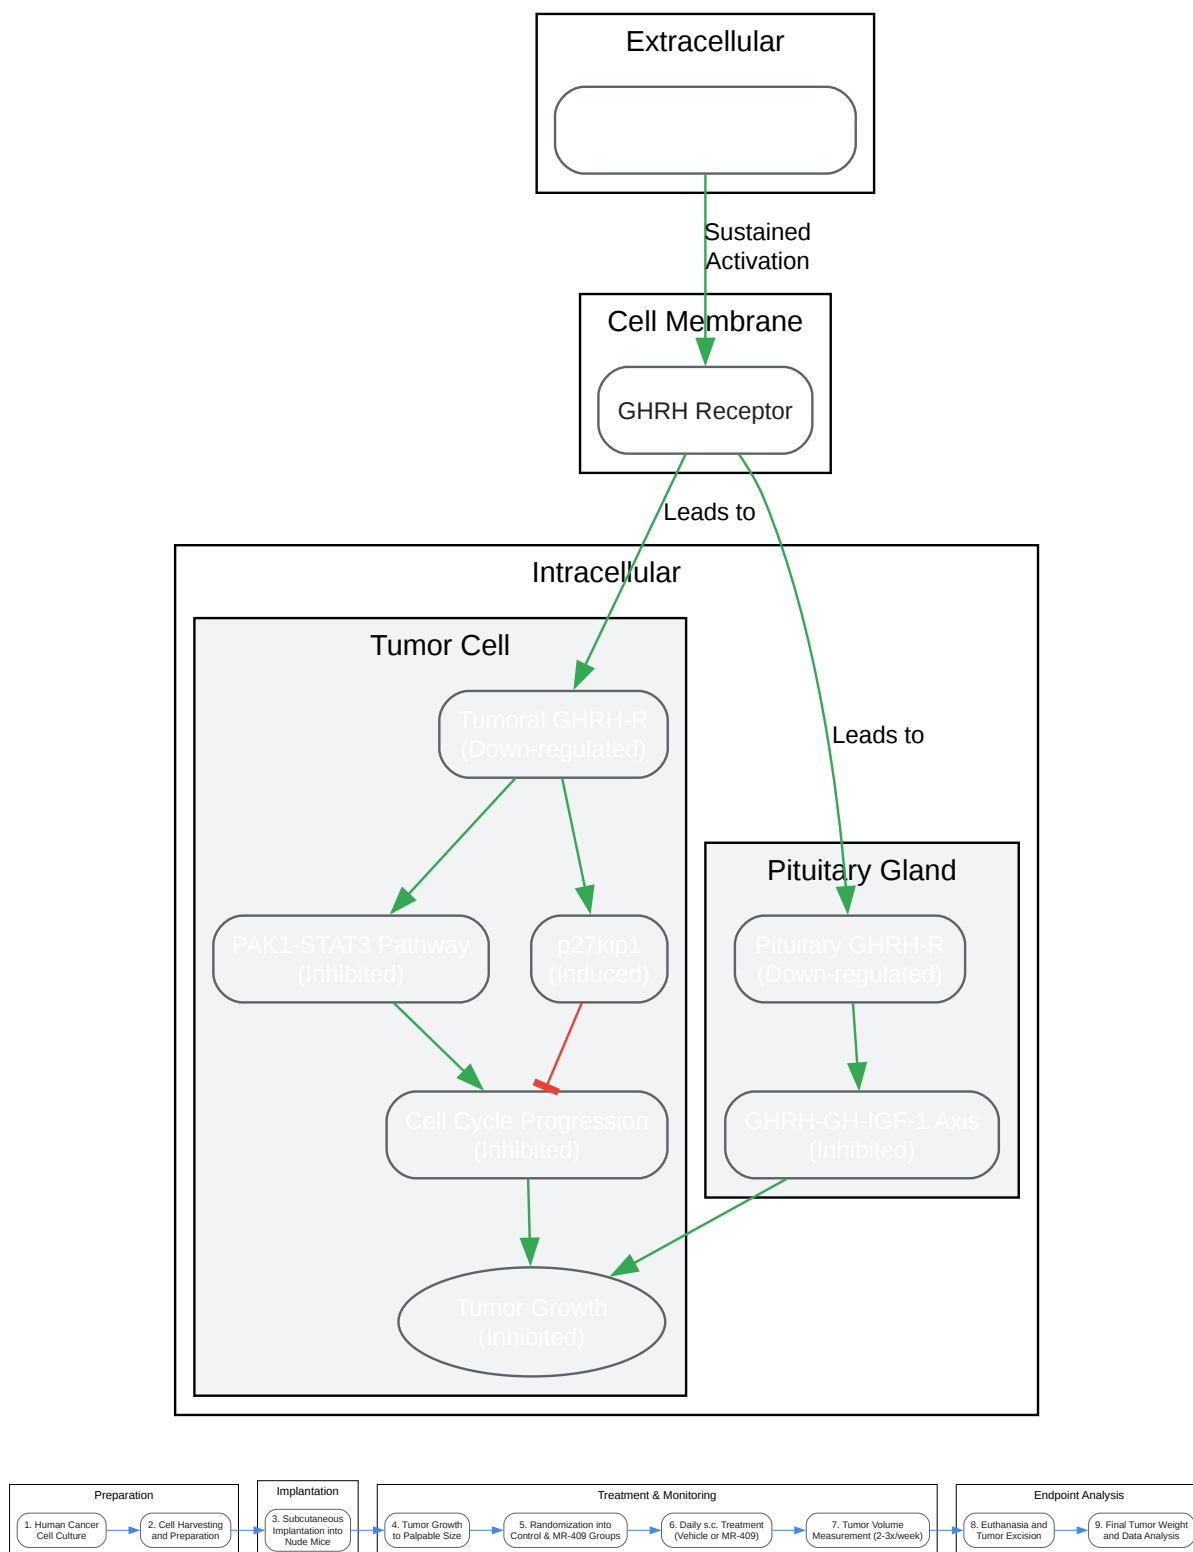 Extracellular
Sustained
Activation
Cell Membrane
GHRH Receptor
Leads to
Intracellular
Tumor Cell
Tumoral GHRH-R
(Down-regulated)
Leads to
Pituitary Gland
PAK1-STAT3 Pathway
(Inhibited)
p27kip1
(Induced)
Pituitary GHRH-R
(Down-regulated)
Cell Cycle Progression
(Inhibited)
GHRH-GH-IGF-1 Axis
(Inhibited)
Tumor Growth
(Inhibited)
Preparation
1. Human Cancer
Cell Culture
2. Cell Harvesting
and Preparation
Implantation
3. Subcutaneous
Implantation into
Nude Mice
Treatment & Monitoring
4. Tumor Growth
to Palpable Size
5. Randomization into
Control & MR-409 Groups
6. Daily s.c. Treatment
(Vehicle or MR-409)
7. Tumor Volume
Measurement (2-3x/week)
Endpoint Analysis
8. Euthanasia and
Tumor Excision
9. Final Tumor Weight
and Data Analysis